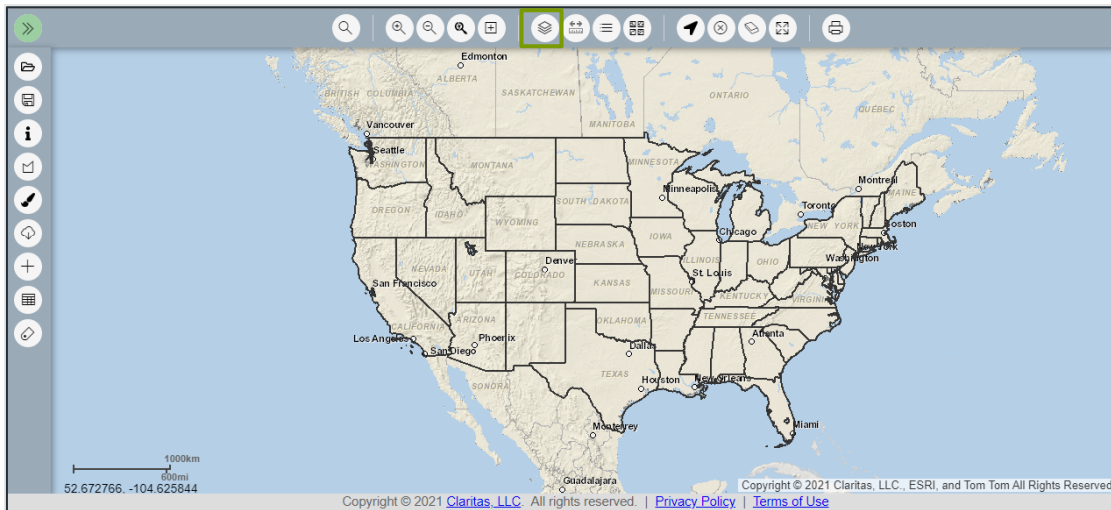 Edmonton
ALBERTA
BRITISH COLUMBIA
SASKATCHEWAN
MANITOBA
ONTARIO
QUÉBEC
Vancouver
Seattle
WASHINGTON
MONTANA
MINNESOTA
Minneapolis
Montreal
MAINE
OREGON
IDAHO
WYOMING
SOUTH DAKOTA
Toronto
NEW YORK
Boston
IOWA
Chicago
New York
NEBRASKA
Washington
NEVADA
UTAH
COLORADO
Denver
ILLINOIS
OHIO
St. Louis
San Francisco
KANSAS
MISSOURI
KENTUCKY
VIRGINIA
CALIFORNIA
ARIZONA
OKLAHOMA
TENNESSEE
Los Angeles
Phoenix
San Diego
Atlanta
Dallas
TEXAS
SONORA
Houston
New Orleans
Monterrey
Miami
1000km
600mi
Guadalajara
52.672766, -104.625844
Copyright © 2021 Claritas, LLC., ESRI, and Tom Tom All Rights Reserved
Copyright © 2021 Claritas, LLC. All rights reserved. | Privacy Policy | Terms of Use